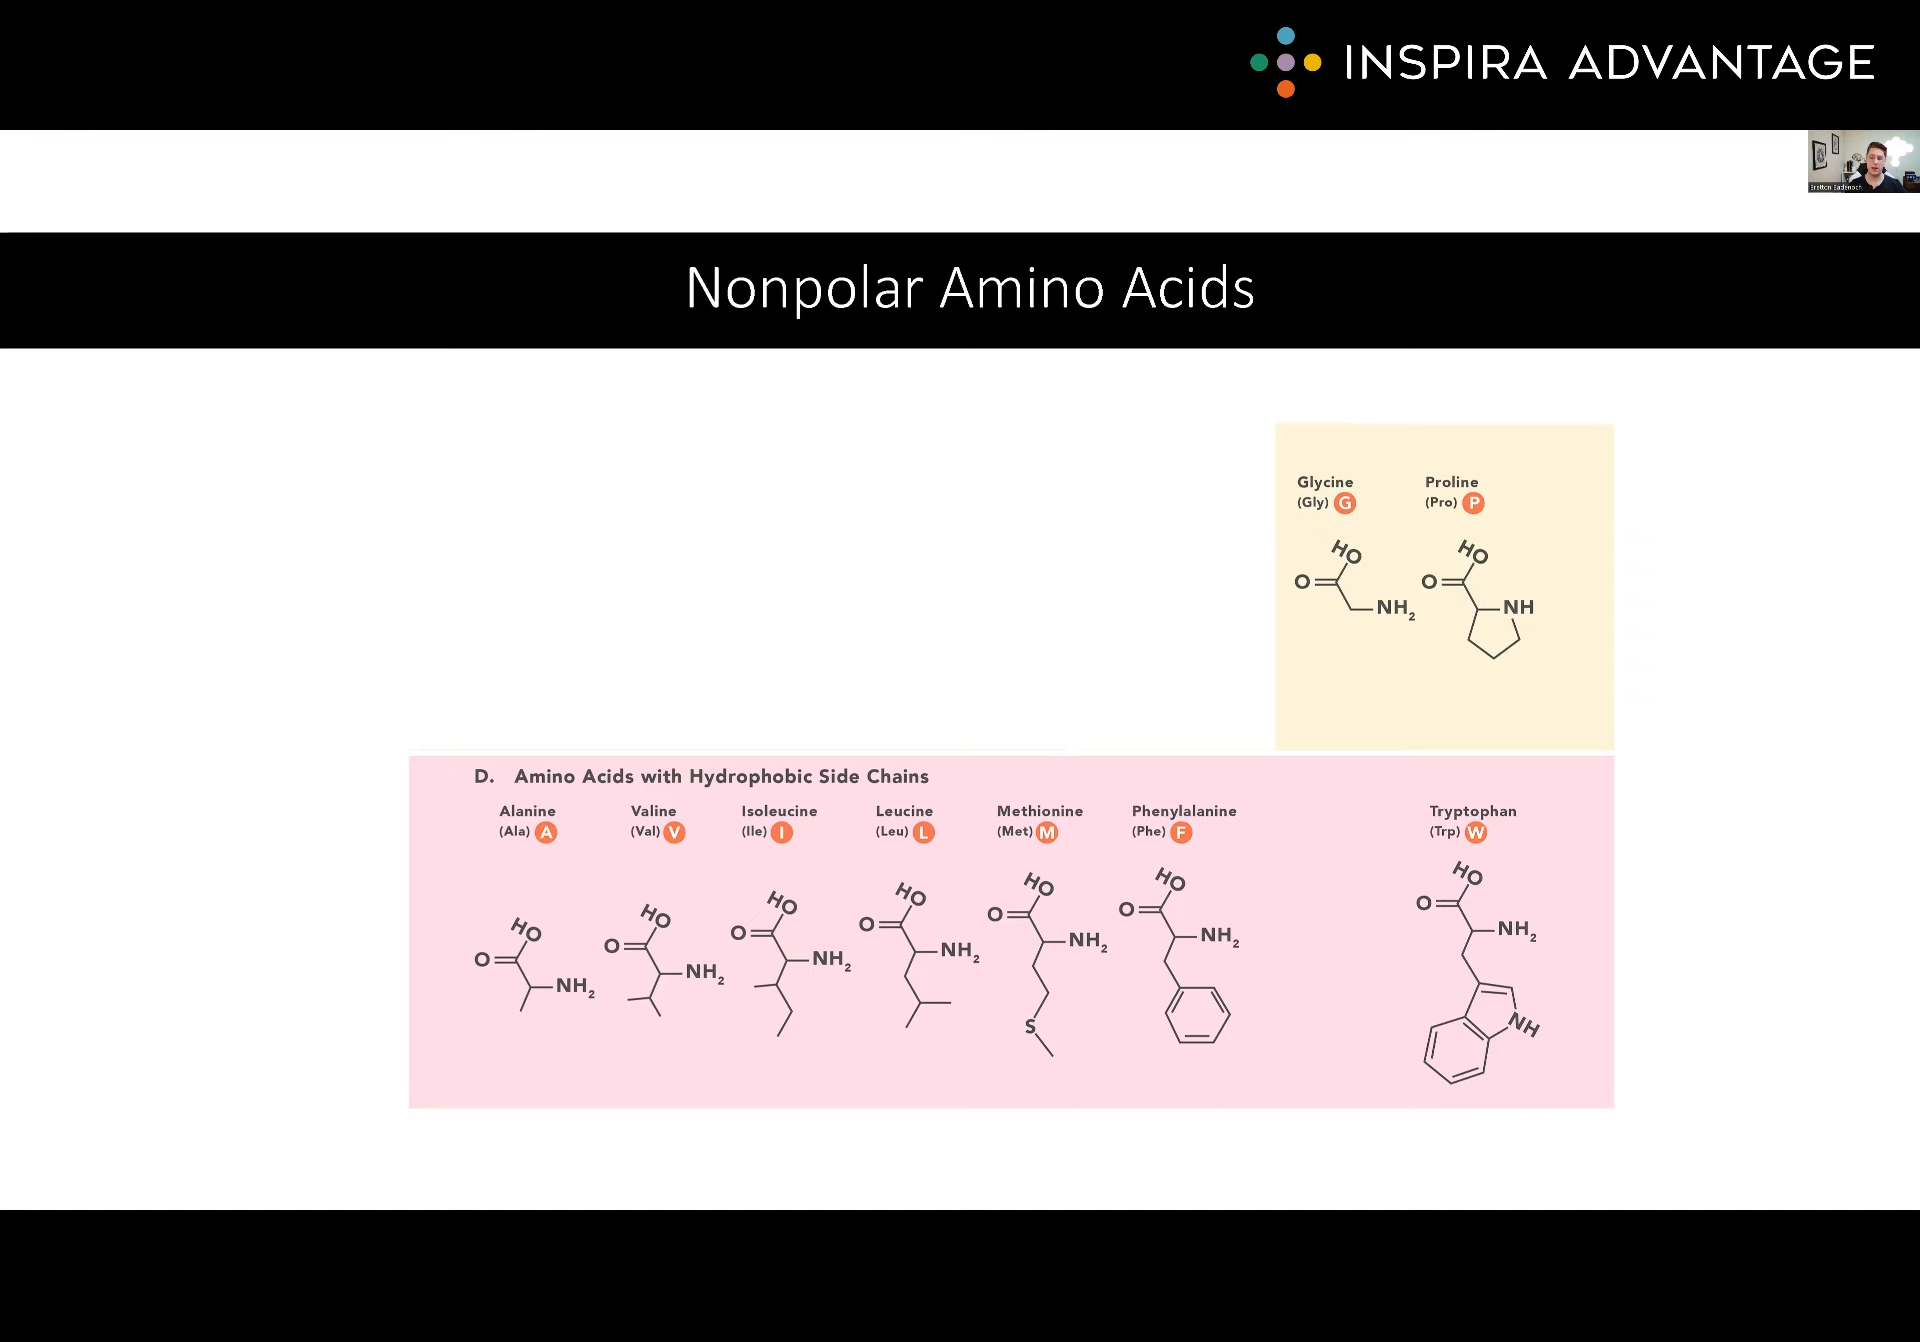 INSPIRA ADVANTAGE
Bretton Badenoch
Nonpolar Amino Acids
Glycine
(Gly) G
Proline
(Pro) P
HO
O
NH2
HO
O
NH
D. Amino Acids with Hydrophobic Side Chains
Alanine
(Ala) A
Valine
(Val) V
Isoleucine
(Ile) I
Leucine
(Leu) L
Methionine
(Met) M
Phenylalanine
(Phe) F
Tryptophan
(Trp) W
HO
O
NH2
HO
O
NH2
HO
O
NH2
HO
O
NH2
HO
O
NH2
S
HO
O
NH2
HO
O
NH2
NH